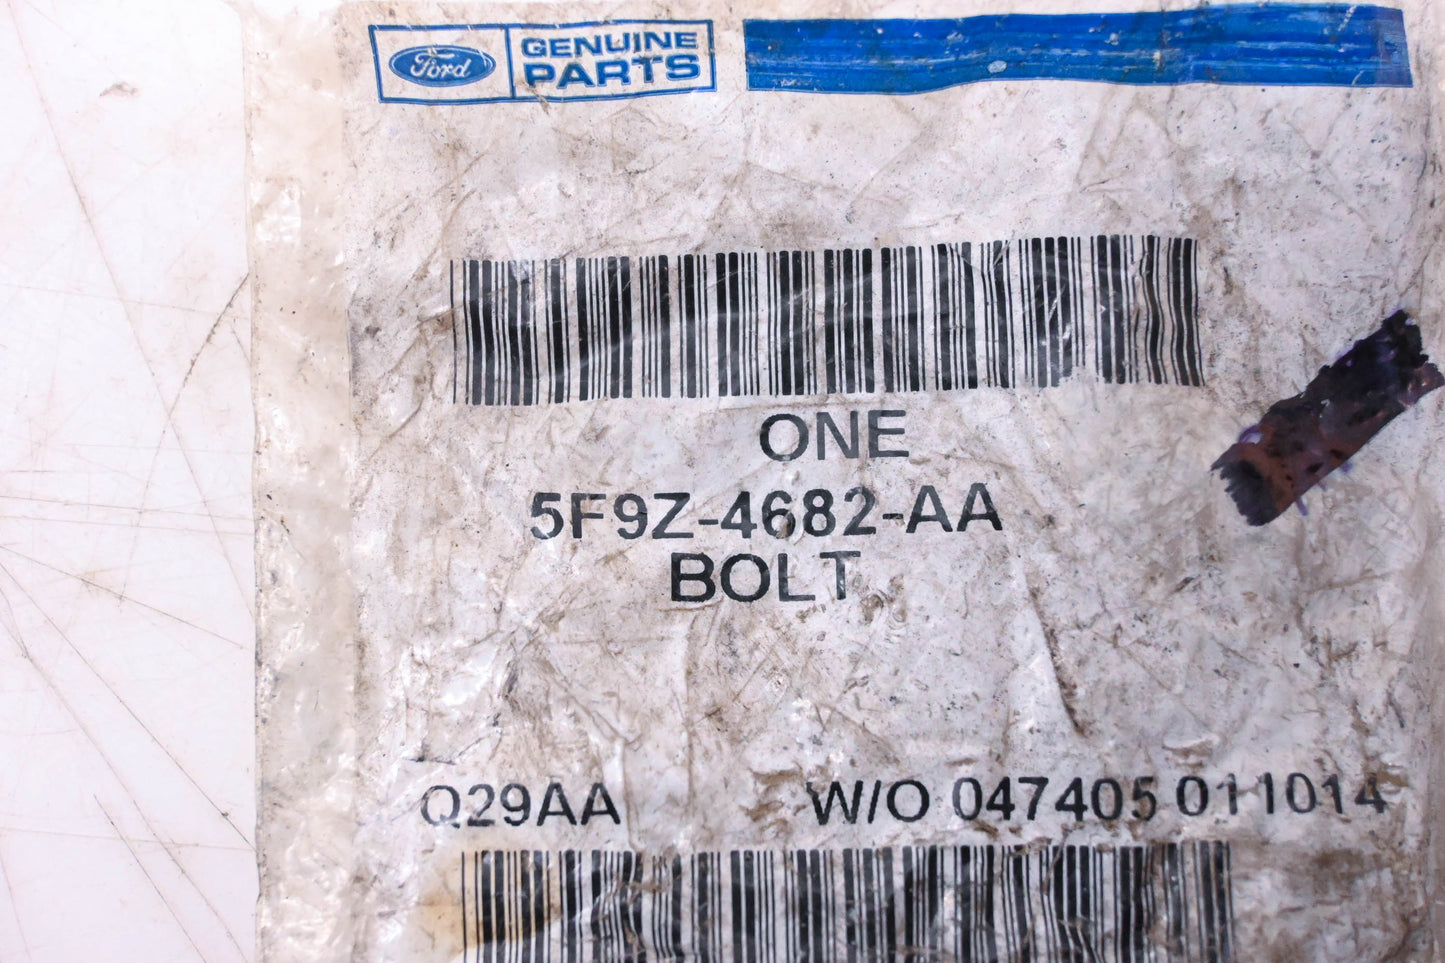 Ford GENUINE
PARTS
ONE
5F9Z-4682-AA
BOLT
Q29AA W/O 047405 011014